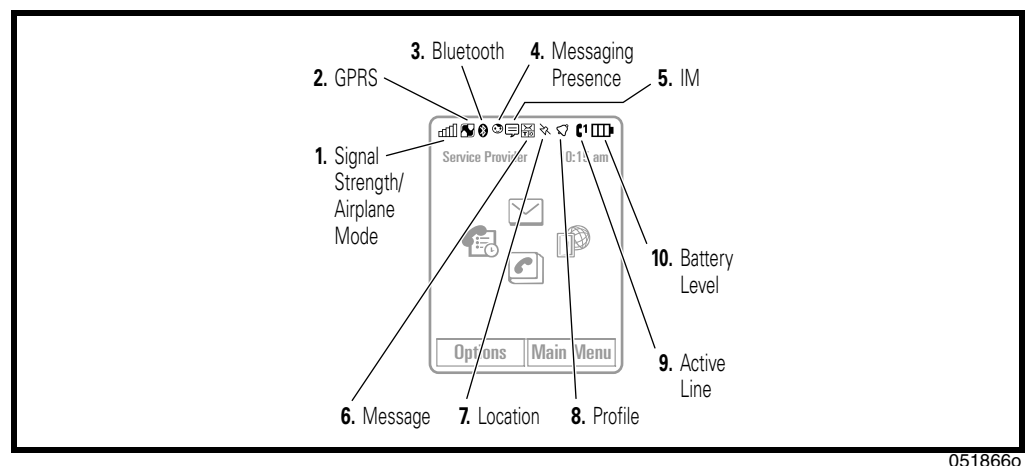 3. Bluetooth
4. Messaging
Presence
2. GPRS
5. IM
1. Signal
Strength/
Airplane
Mode
Service Provider
Options
Main Menu
10. Battery
Level
9. Active
Line
6. Message
7. Location
8. Profile
051866o